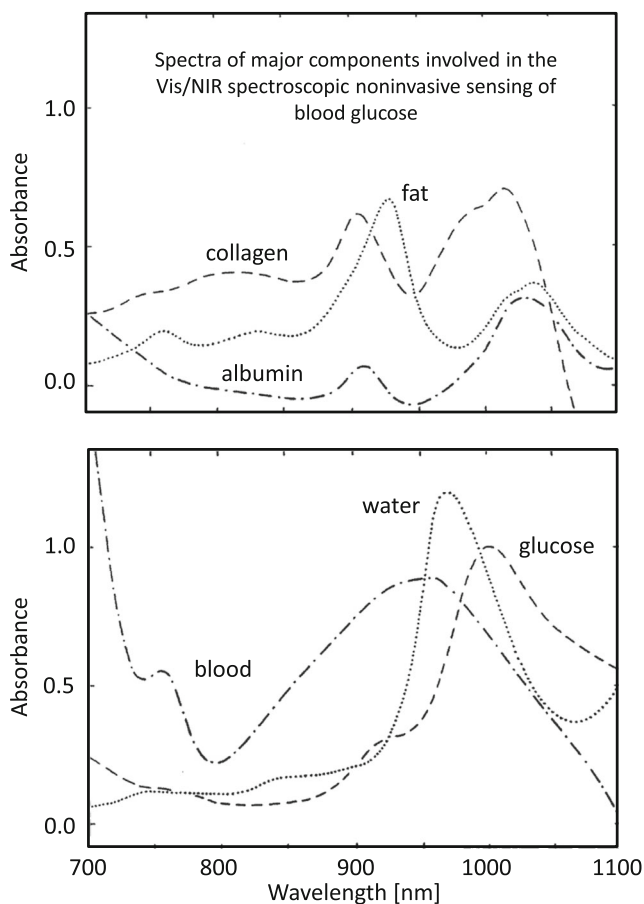 Spectra of major components involved in the
Vis/NIR spectroscopic noninvasive sensing of
blood glucose
1.0
Absorbance
fat
collagen
0.5
albumin
0.0
water
1.0
glucose
Absorbance
blood
0.5
0.0
700 800 900 1000 1100
Wavelength [nm]